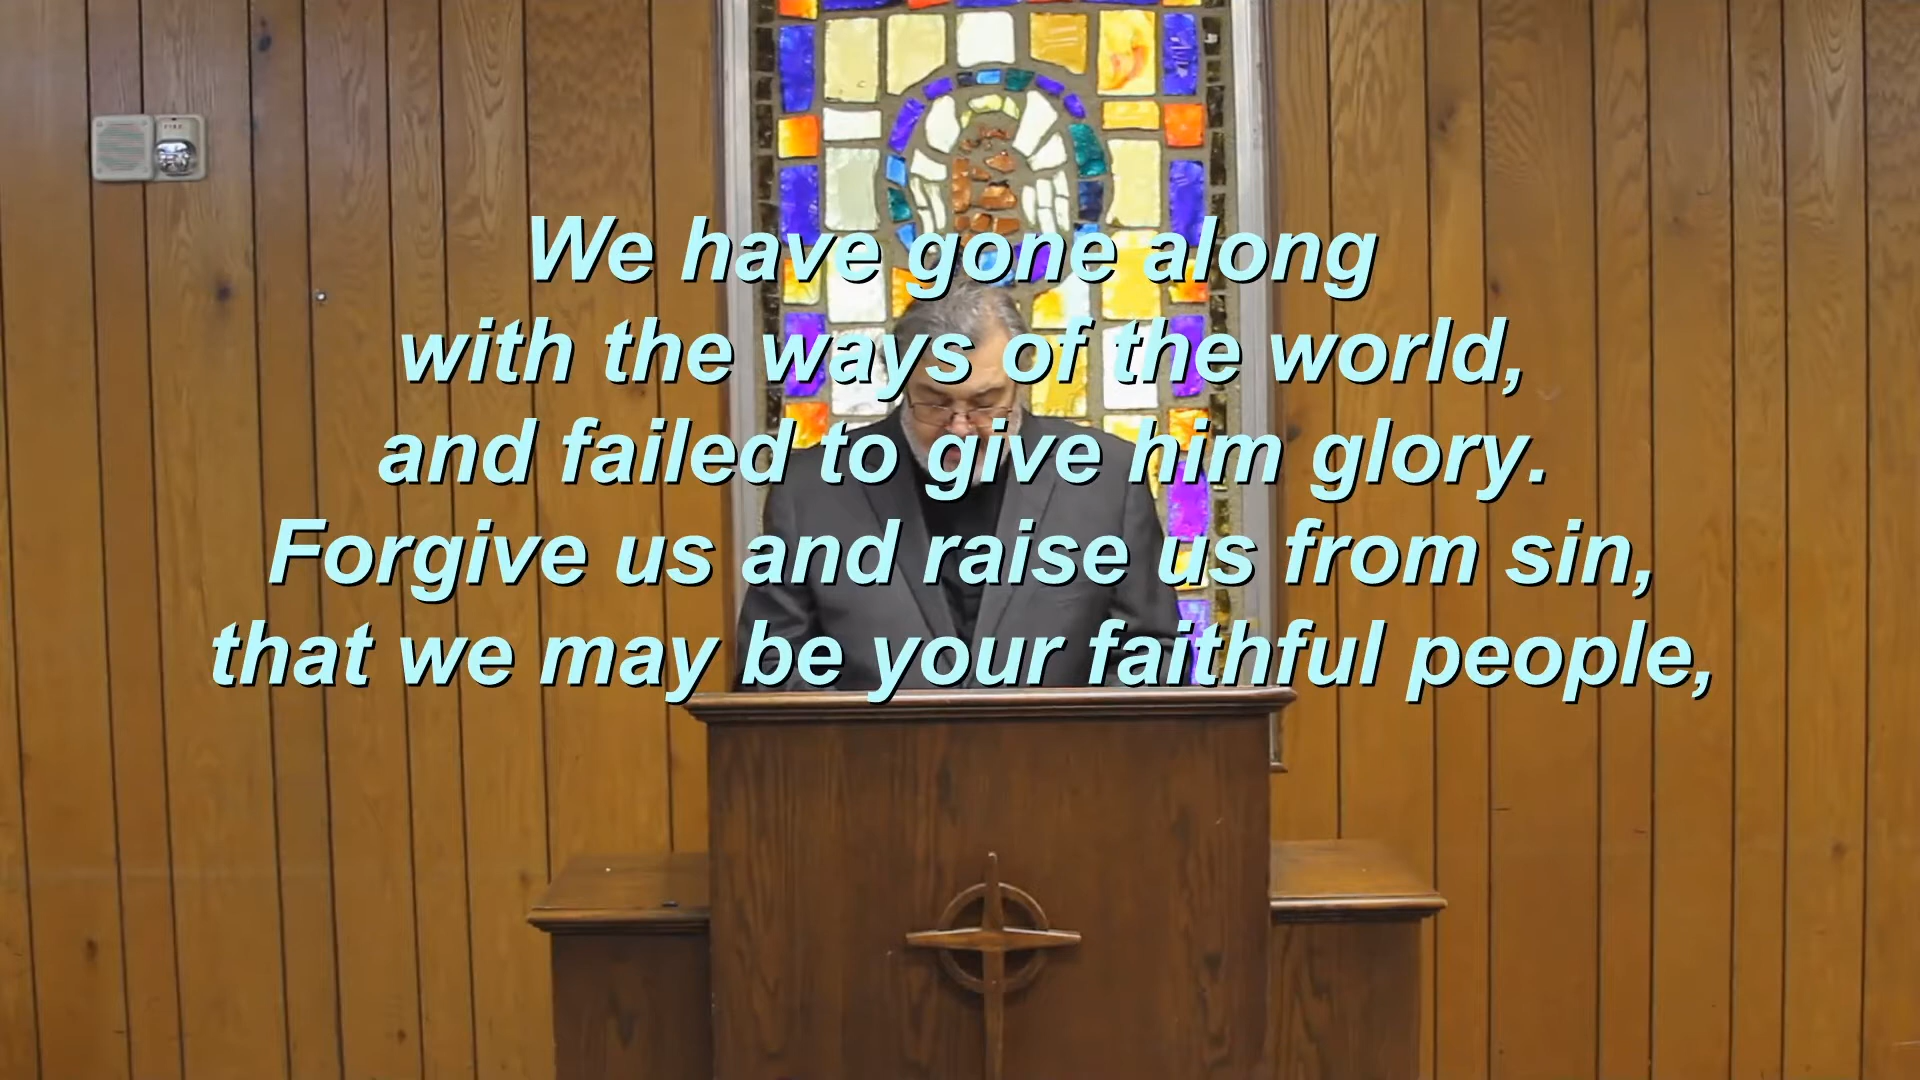 FIRE
We have gone along
with the ways of the world,
and failed to give him glory.
Forgive us and raise us from sin,
that we may be your faithful people,